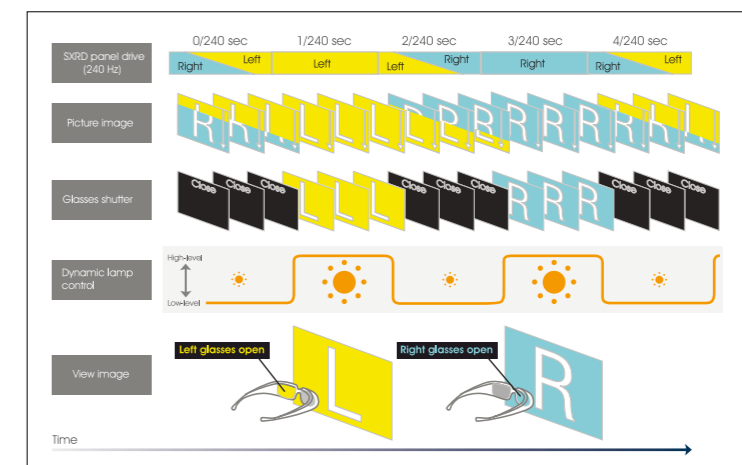 0/240 sec 1/240 sec 2/240 sec 3/240 sec 4/240 sec
SXRD panel drive
(240 Hz)
Right Left Left Left Right Right Right Left
Picture image
R R L L L R R R R R
Glasses shutter
Close Close Close L L L Close Close Close R R R Close Close Close
Dynamic lamp
control
High-level
Low-level
View image
Left glasses open
L
Right glasses open
R
Time